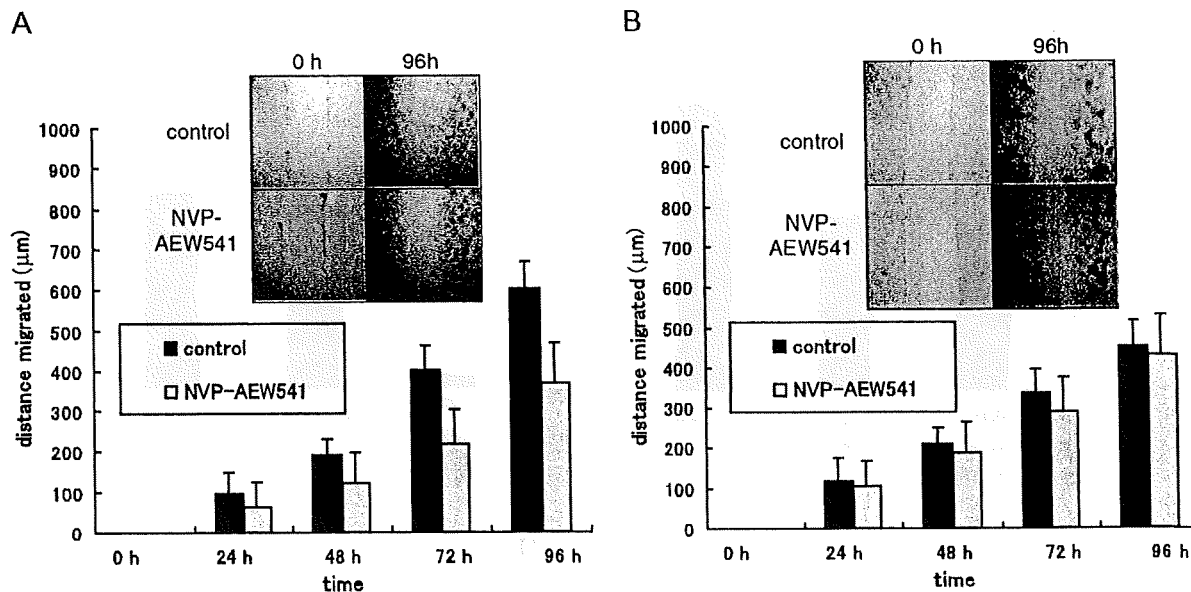 A
0 h 96h
control
NVP-
AEW541
distance migrated (μm)
1000
900
800
700
600
500
400
300
200
100
0
control
NVP-AEW541
0 h 24 h 48 h 72 h 96 h
time
B
0 h 96h
control
NVP-
AEW541
distance migrated (μm)
1000
900
800
700
600
500
400
300
200
100
0
control
NVP-AEW541
0 h 24 h 48 h 72 h 96 h
time